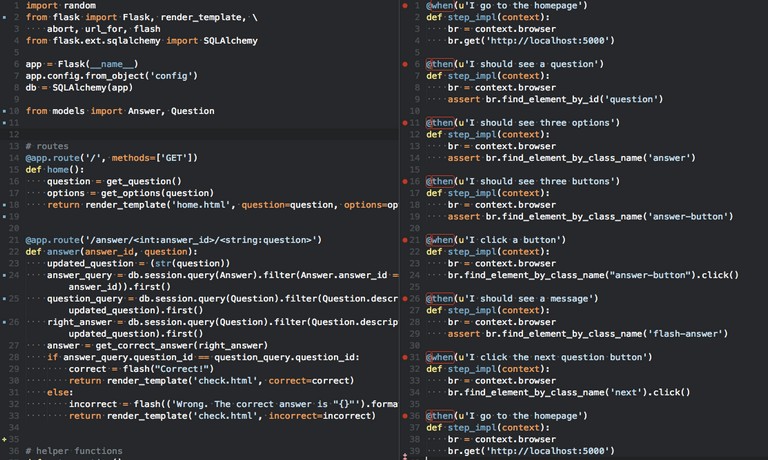 1 import random
2 from flask import Flask, render_template, \
3 abort, url_for, flash
4 from flask.ext.sqlalchemy import SQLAlchemy
5
6 app = Flask(__name__)
7 app.config.from_object('config')
8 db = SQLAlchemy(app)
9
10 from models import Answer, Question
11
12
13 # routes
14 @app.route('/', methods=['GET'])
15 def home():
16 question = get_question()
17 options = get_options(question)
18 return render_template('home.html', question=question, options=op
19
20
21 @app.route('/answer/<int:answer_id>/<string:question>')
22 def answer(answer_id, question):
23 updated_question = (str(question))
24 answer_query = db.session.query(Answer).filter(Answer.answer_id =
answer_id)).first()
25 question_query = db.session.query(Question).filter(Question.descr
updated_question).first()
26 right_answer = db.session.query(Question).filter(Question.descrip
updated_question).first()
27 answer = get_correct_answer(right_answer)
28 if answer_query.question_id == question_query.question_id:
29 correct = flash("Correct!")
30 return render_template('check.html', correct=correct)
31 else:
32 incorrect = flash(('Wrong. The correct answer is "{}"').forma
33 return render_template('check.html', incorrect=incorrect)
34
35
36 # helper functions
1 @when(u'I go to the homepage')
2 def step_impl(context):
3 br = context.browser
4 br.get('http://localhost:5000')
5
6 @then(u'I should see a question')
7 def step_impl(context):
8 br = context.browser
9 assert br.find_element_by_id('question')
10
11 @then(u'I should see three options')
12 def step_impl(context):
13 br = context.browser
14 assert br.find_element_by_class_name('answer')
15
16 @then(u'I should see three buttons')
17 def step_impl(context):
18 br = context.browser
19 assert br.find_element_by_class_name('answer-button')
20
21 @when(u'I click a button')
22 def step_impl(context):
23 br = context.browser
24 br.find_element_by_class_name("answer-button").click()
25
26 @then(u'I should see a message')
27 def step_impl(context):
28 br = context.browser
29 assert br.find_element_by_class_name('flash-answer')
30
31 @when(u'I click the next question button')
32 def step_impl(context):
33 br = context.browser
34 br.find_element_by_class_name('next').click()
35
36 @then(u'I go to the homepage')
37 def step_impl(context):
38 br = context.browser
39 br.get('http://localhost:5000')